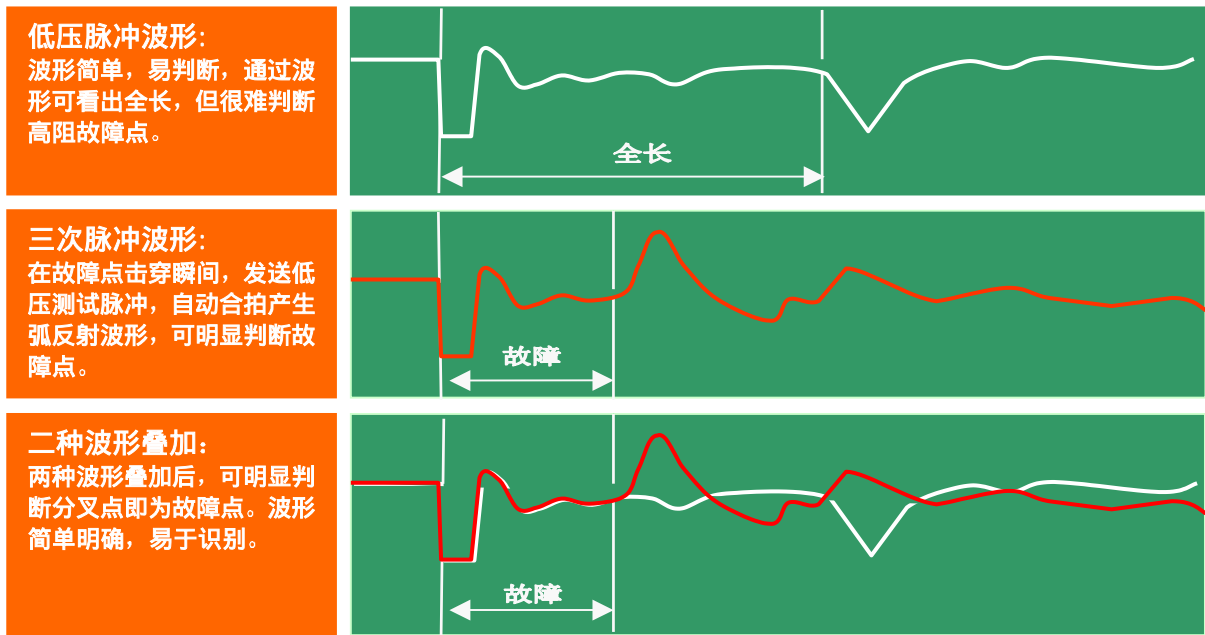 低压脉冲波形:
波形简单，易判断，通过波
形可看出全长，但很难判断
高阻故障点。
全长
三次脉冲波形:
在故障点击穿瞬间，发送低
压测试脉冲，自动合拍产生
弧反射波形，可明显判断故
障点。
故障
二种波形叠加：
两种波形叠加后，可明显判
断分叉点即为故障点。波形
简单明确，易于识别。
故障